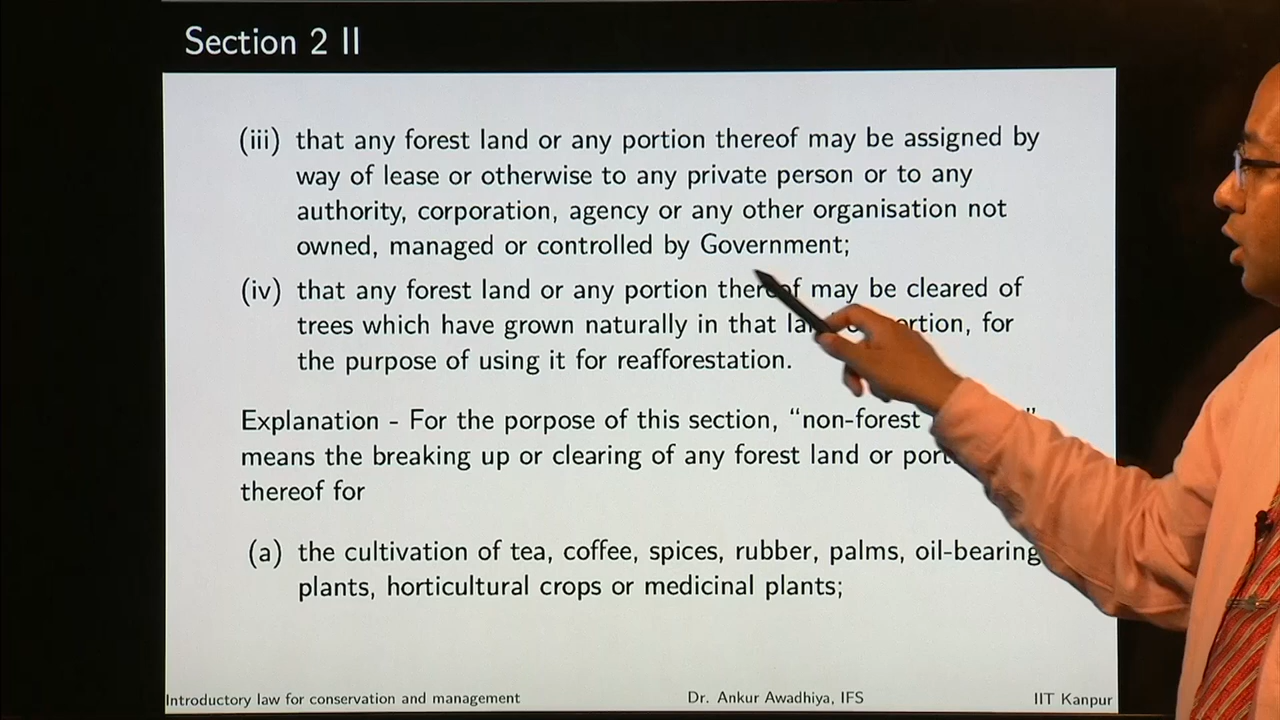 Section 2 II
(iii) that any forest land or any portion thereof may be assigned by
way of lease or otherwise to any private person or to any
authority, corporation, agency or any other organisation not
owned, managed or controlled by Government;
(iv) that any forest land or any portion thereof may be cleared of
trees which have grown naturally in that portion, for
the purpose of using it for reafforestation.
Explanation - For the porpose of this section, “non-forest ”
means the breaking up or clearing of any forest land or
thereof for
(a) the cultivation of tea, coffee, spices, rubber, palms, oil-bearing
plants, horticultural crops or medicinal plants;
Introductory law for conservation and management Dr. Ankur Awadhiya, IFS IIT Kanpur